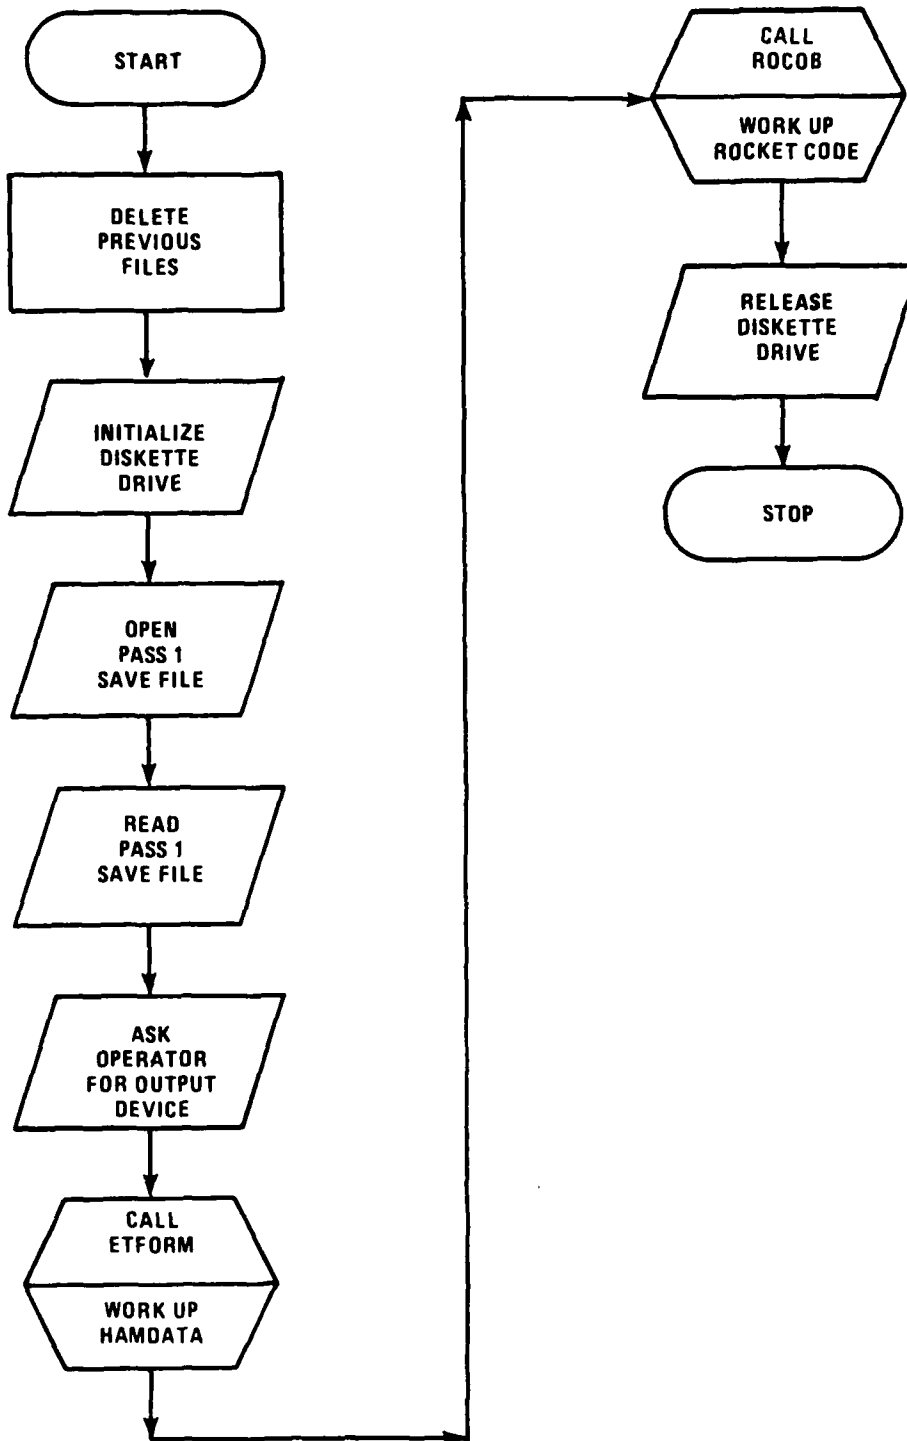 START
DELETE
PREVIOUS
FILES
INITIALIZE
DISKETTE
DRIVE
OPEN
PASS 1
SAVE FILE
READ
PASS 1
SAVE FILE
ASK
OPERATOR
FOR OUTPUT
DEVICE
CALL
ETFORM
WORK UP
HAMDATA
CALL
ROCOB
WORK UP
ROCKET CODE
RELEASE
DISKETTE
DRIVE
STOP